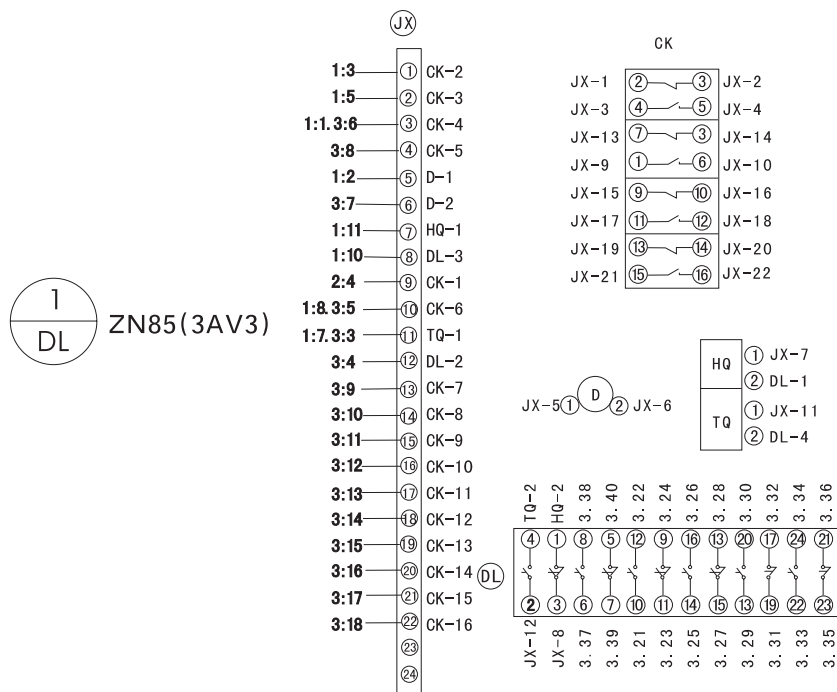 JX
1:3 ① CK-2
1:5 ② CK-3
1:1. 3:6 ③ CK-4
3:8 ④ CK-5
1:2 ⑤ D-1
3:7 ⑥ D-2
1:11 ⑦ HQ-1
1:10 ⑧ DL-3
2:4 ⑨ CK-1
1:8. 3:5 ⑩ CK-6
1:7. 3:3 ⑪ TQ-1
3:4 ⑫ DL-2
3:9 ⑬ CK-7
3:10 ⑭ CK-8
3:11 ⑮ CK-9
3:12 ⑯ CK-10
3:13 ⑰ CK-11
3:14 ⑱ CK-12
3:15 ⑲ CK-13
3:16 ⑳ CK-14
3:17 ㉑ CK-15
3:18 ㉒ CK-16
㉓
㉔
1
DL
ZN85(3AV3)
CK
JX-1 ② ③ JX-2
JX-3 ④ ⑤ JX-4
JX-13 ⑦ ③ JX-14
JX-9 ① ⑥ JX-10
JX-15 ⑨ ⑩ JX-16
JX-17 ⑪ ⑫ JX-18
JX-19 ⑬ ⑭ JX-20
JX-21 ⑮ ⑯ JX-22
JX-5 ① D ② JX-6
HQ ① JX-7
② DL-1
TQ ① JX-11
② DL-4
TQ-2 HQ-2 3.38 3.40 3.22 3.24 3.26 3.28 3.30 3.32 3.34 3.36
④ ① ⑧ ⑤ ⑫ ⑨ ⑯ ⑬ ⑳ ⑰ ㉔ ㉑
DL
② ③ ⑥ ⑦ ⑩ ⑪ ⑭ ⑮ ⑬ ⑲ ㉒ ㉓
JX-12 JX-8 3.37 3.39 3.21 3.23 3.25 3.27 3.29 3.31 3.33 3.35